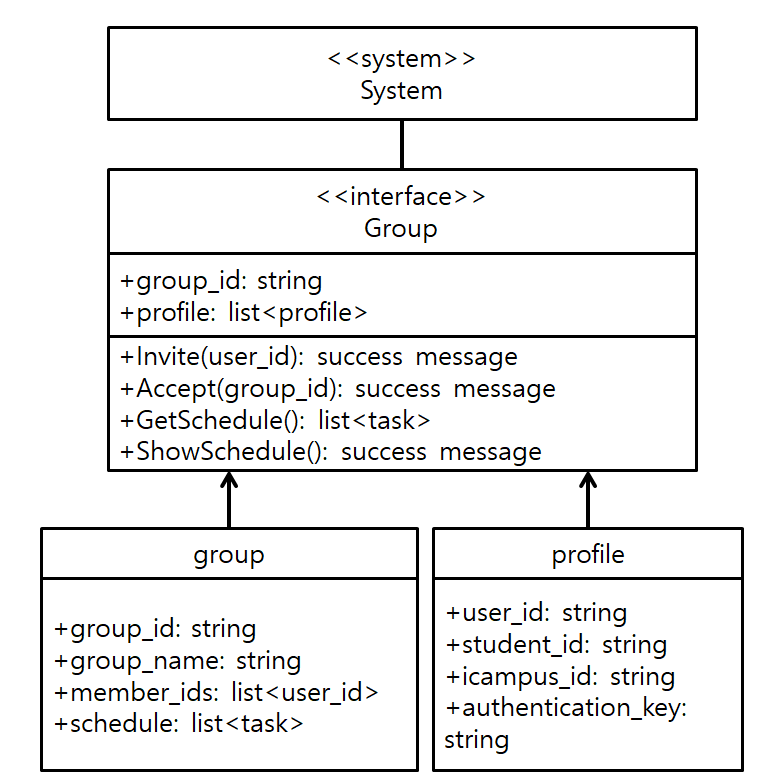 <<system>>
System
<<interface>>
Group
+group_id: string
+profile: list<profile>
+Invite(user_id): success message
+Accept(group_id): success message
+GetSchedule(): list<task>
+ShowSchedule(): success message
group
+group_id: string
+group_name: string
+member_ids: list<user_id>
+schedule: list<task>
profile
+user_id: string
+student_id: string
+icampus_id: string
+authentication_key:
string